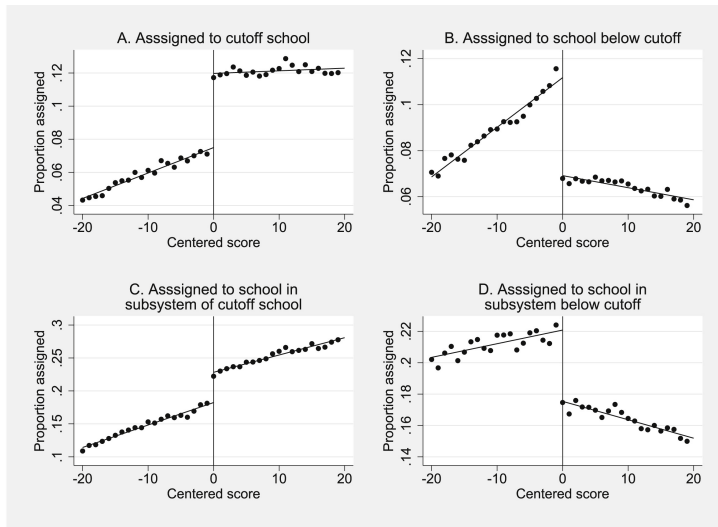 A. Asssigned to cutoff school
Proportion assigned
.04 .06 .08 .1 .12
-20 -10 0 10 20
Centered score
B. Asssigned to school below cutoff
Proportion assigned
.06 .08 .1 .12
-20 -10 0 10 20
Centered score
C. Asssigned to school in
subsystem of cutoff school
Proportion assigned
.1 .15 .2 .25 .3
-20 -10 0 10 20
Centered score
D. Asssigned to school in
subsystem below cutoff
Proportion assigned
.14 .16 .18 .2 .22
-20 -10 0 10 20
Centered score